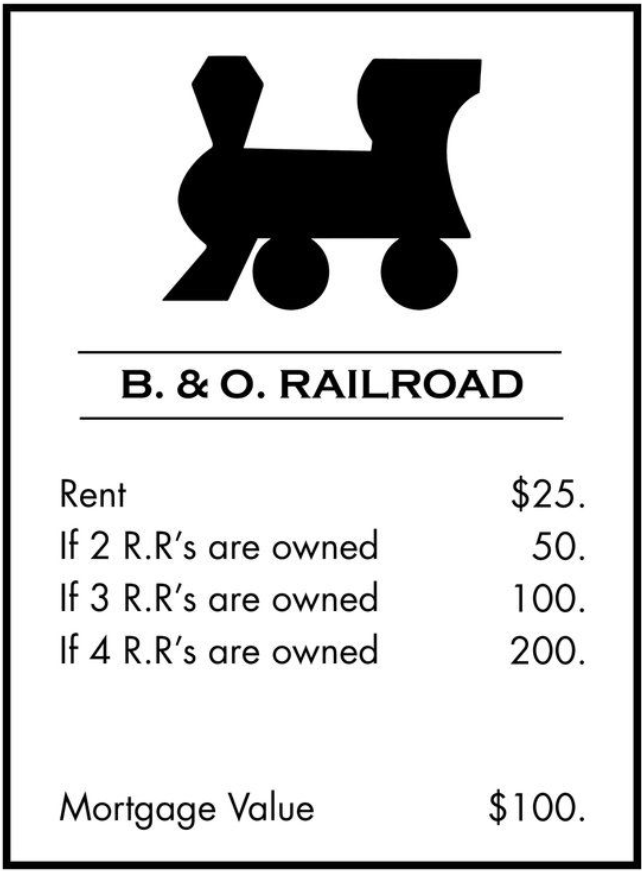 B. & O. RAILROAD
Rent $25.
If 2 R.R’s are owned 50.
If 3 R.R’s are owned 100.
If 4 R.R’s are owned 200.
Mortgage Value $100.